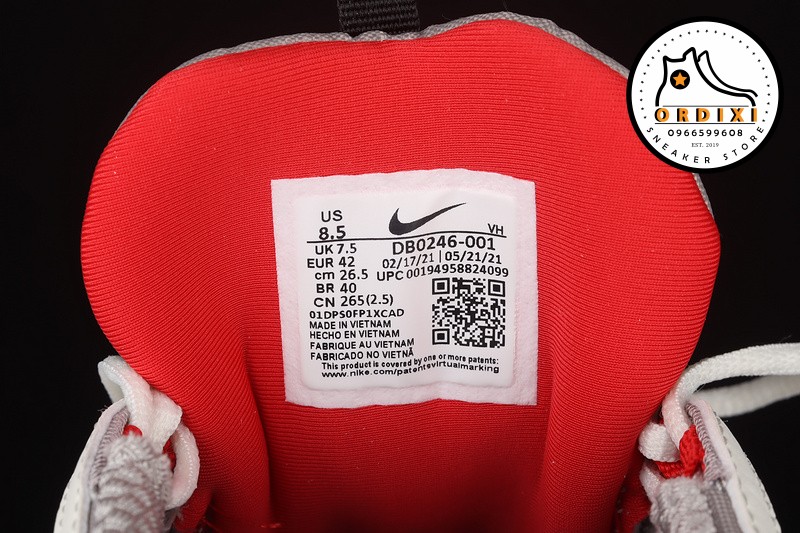 ORDIXI
0966599608
EST. 2019
SNEAKER STORE
US
8.5
VH
UK 7.5
DB0246-001
EUR 42
02/17/21 | 05/21/21
cm 26.5
UPC 00194958824099
BR 40
CN 265(2.5)
01DPS0FP1XCAD
MADE IN VIETNAM
HECHO EN VIETNAM
FABRIQUE AU VIETNAM
FABRICADO NO VIETNÃ
This product is covered by one or more patents:
www.nike.com/patentsvirtualmarking